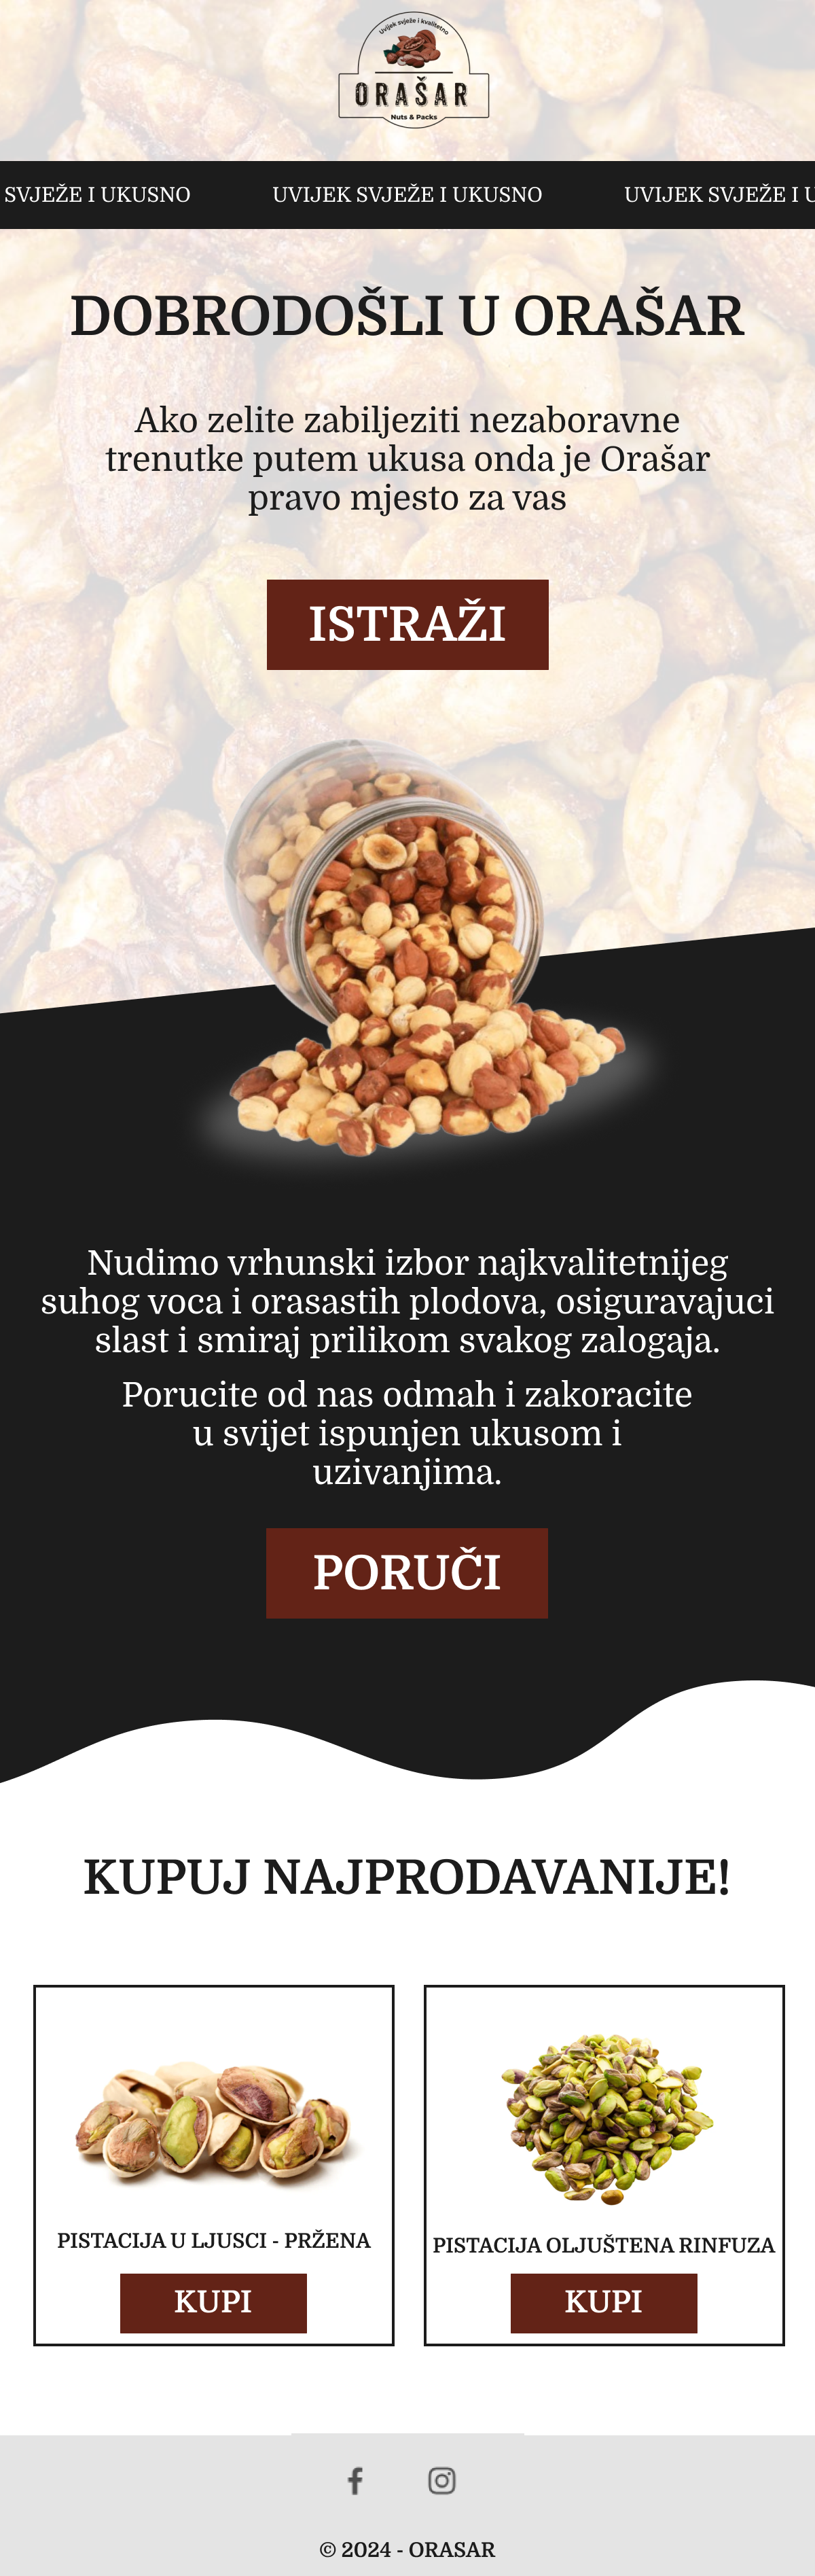 Uvijek svježe i kvalitetno
ORAŠAR
Nuts & Packs
SVJEŽE I UKUSNO UVIJEK SVJEŽE I UKUSNO UVIJEK SVJEŽE I U
DOBRODOŠLI U ORAŠAR
Ako zelite zabiljeziti nezaboravne
trenutke putem ukusa onda je Orašar
pravo mjesto za vas
ISTRAŽI
Nudimo vrhunski izbor najkvalitetnijeg
suhog voca i orasastih plodova, osiguravajuci
slast i smiraj prilikom svakog zalogaja.
Porucite od nas odmah i zakoracite
u svijet ispunjen ukusom i
uzivanjima.
PORUČI
KUPUJ NAJPRODAVANIJE!
PISTACIJA U LJUSCI - PRŽENA
KUPI
PISTACIJA OLJUŠTENA RINFUZA
KUPI
© 2024 - ORASAR